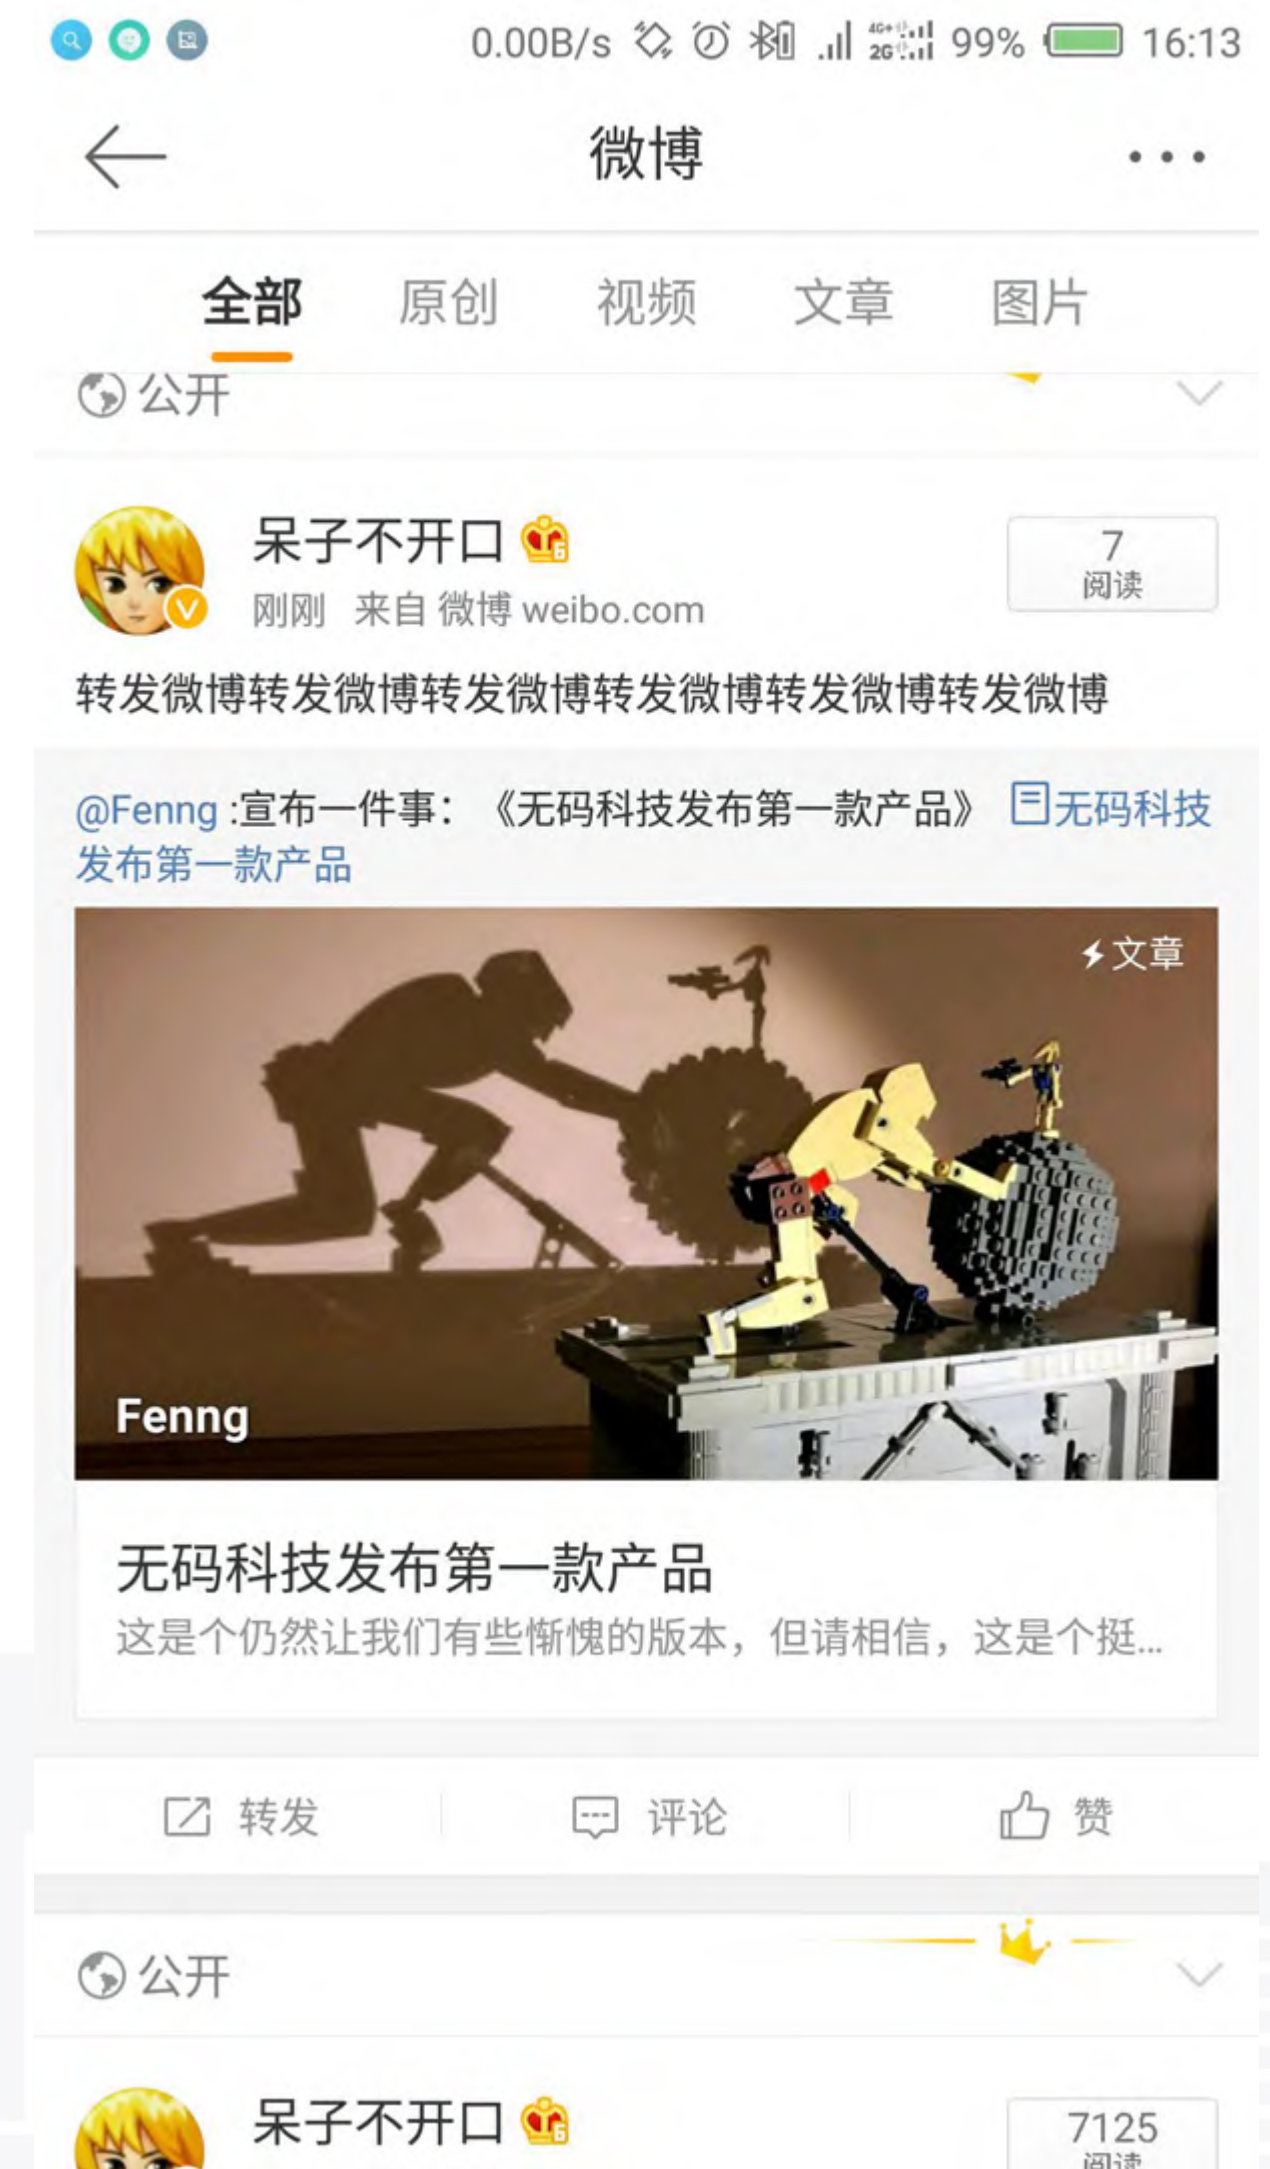 0.00B/s 4G+ 2G 99% 16:13
微博
全部 原创 视频 文章 图片
公开
呆子不开口 6
7
阅读
刚刚 来自 微博 weibo.com
转发微博转发微博转发微博转发微博转发微博转发微博
@Fenng :宣布一件事：《无码科技发布第一款产品》 无码科技
发布第一款产品
文章
Fenng
无码科技发布第一款产品
这是个仍然让我们有些惭愧的版本，但请相信，这是个挺...
转发 评论 赞
公开
呆子不开口 6
7125
阅读